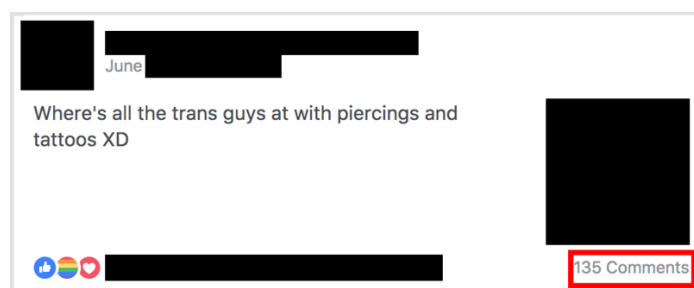 June
Where's all the trans guys at with piercings and
tattoos XD
135 Comments